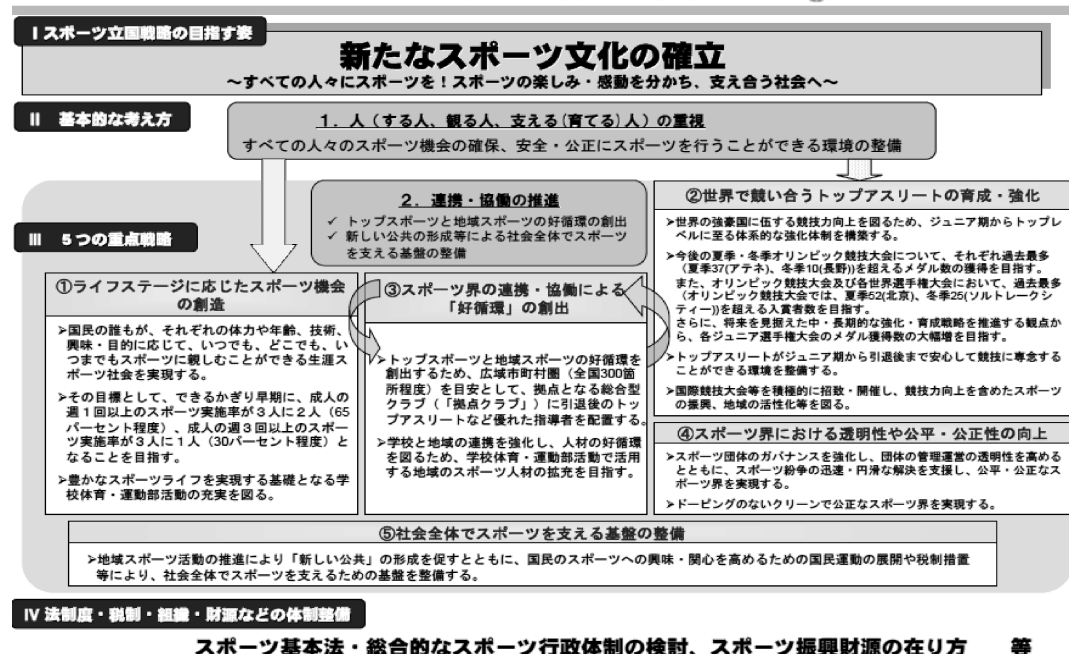 Ⅰスポーツ立国戦略の目指す姿
新たなスポーツ文化の確立
～すべての人々にスポーツを！スポーツの楽しみ・感動を分かち、支え合う社会へ～
Ⅱ 基本的な考え方
１．人（する人、観る人、支える(育てる)人）の重視
すべての人々のスポーツ機会の確保、安全・公正にスポーツを行うことができる環境の整備
２．連携・協働の推進
✓ トップスポーツと地域スポーツの好循環の創出
✓ 新しい公共の形成等による社会全体でスポーツ
を支える基盤の整備
Ⅲ ５つの重点戦略
①ライフステージに応じたスポーツ機会
の創造
➢国民の誰もが、それぞれの体力や年齢、技術、
興味・目的に応じて、いつでも、どこでも、い
つまでもスポーツに親しむことができる生涯ス
ポーツ社会を実現する。
➢その目標として、できるかぎり早期に、成人の
週１回以上のスポーツ実施率が３人に２人（65
パーセント程度）、成人の週３回以上のスポー
ツ実施率が３人に１人（30パーセント程度）と
なることを目指す。
➢豊かなスポーツライフを実現する基礎となる学
校体育・運動部活動の充実を図る。
③スポーツ界の連携・協働による
「好循環」の創出
➢トップスポーツと地域スポーツの好循環を
創出するため、広域市町村圏（全国300箇
所程度）を目安として、拠点となる総合型
クラブ（「拠点クラブ」）に引退後のトッ
プアスリートなど優れた指導者を配置する。
➢学校と地域の連携を強化し、人材の好循環
を図るため、学校体育・運動部活動で活用
する地域のスポーツ人材の拡充を目指す。
②世界で競い合うトップアスリートの育成・強化
➢世界の強豪国に伍する競技力向上を図るため、ジュニア期からトップレ
ベルに至る体系的な強化体制を構築する。
➢今後の夏季・冬季オリンピック競技大会について、それぞれ過去最多
（夏季37(アテネ)、冬季10(長野))を超えるメダル数の獲得を目指す。
また、オリンピック競技大会及び各世界選手権大会において、過去最多
（オリンピック競技大会では、夏季52(北京)、冬季25(ソルトレークシ
ティー))を超える入賞者数を目指す。
さらに、将来を見据えた中・長期的な強化・育成戦略を推進する観点か
ら、各ジュニア選手権大会のメダル獲得数の大幅増を目指す。
➢トップアスリートがジュニア期から引退後まで安心して競技に専念する
ことができる環境を整備する。
➢国際競技大会等を積極的に招致・開催し、競技力向上を含めたスポーツ
の振興、地域の活性化等を図る。
④スポーツ界における透明性や公平・公正性の向上
➢スポーツ団体のガバナンスを強化し、団体の管理運営の透明性を高める
とともに、スポーツ紛争の迅速・円滑な解決を支援し、公平・公正なス
ポーツ界を実現する。
➢ドーピングのないクリーンで公正なスポーツ界を実現する。
⑤社会全体でスポーツを支える基盤の整備
➢地域スポーツ活動の推進により「新しい公共」の形成を促すとともに、国民のスポーツへの興味・関心を高めるための国民運動の展開や税制措置
等により、社会全体でスポーツを支えるための基盤を整備する。
Ⅳ 法制度・税制・組織・財源などの体制整備
スポーツ基本法・総合的なスポーツ行政体制の検討、スポーツ振興財源の在り方　等